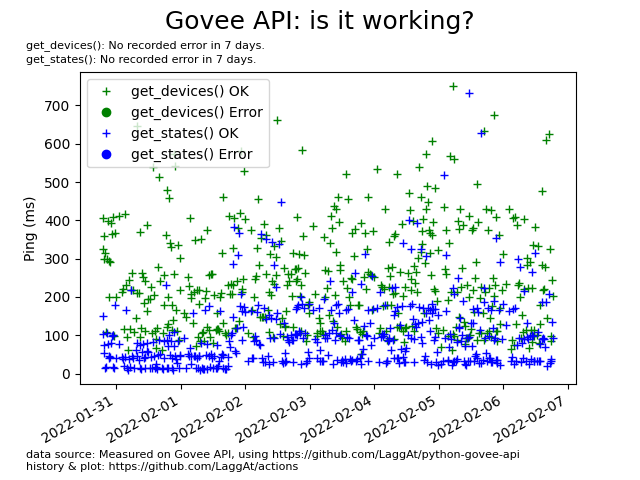 Govee API: is it working?
get_devices(): No recorded error in 7 days.
get_states(): No recorded error in 7 days.
get_devices() OK
get_devices() Error
get_states() OK
get_states() Error
Ping (ms)
700
600
500
400
300
200
100
0
2022-01-31
2022-02-01
2022-02-02
2022-02-03
2022-02-04
2022-02-05
2022-02-06
2022-02-07
data source: Measured on Govee API, using https://github.com/LaggAt/python-govee-api
history & plot: https://github.com/LaggAt/actions